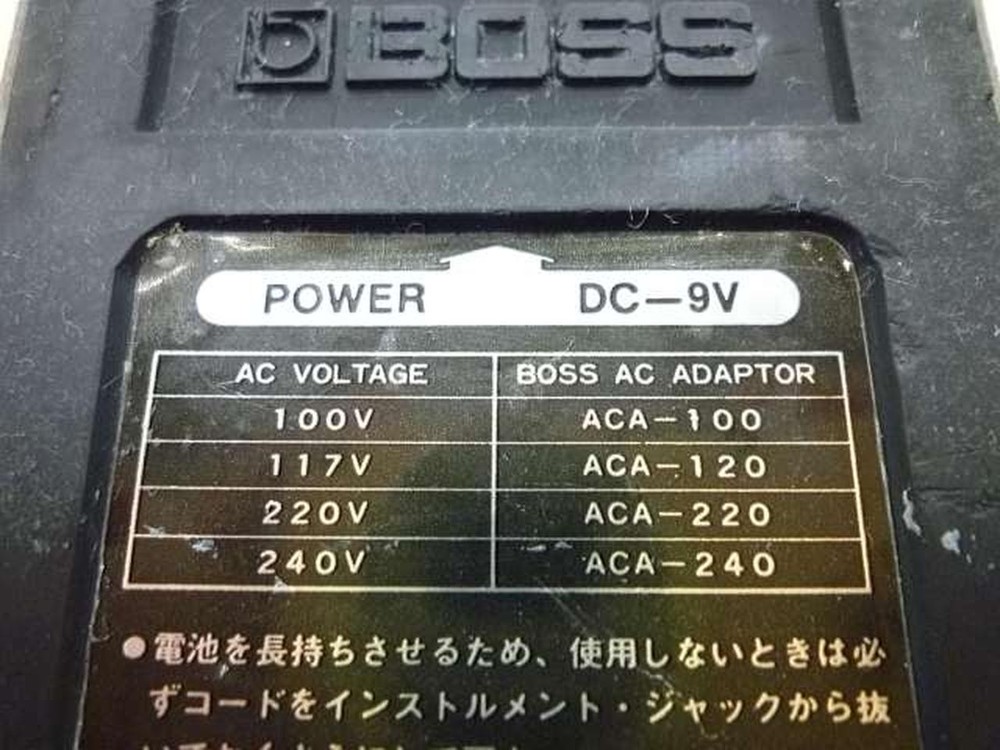 BOSS
POWER DC-9V
AC VOLTAGE BOSS AC ADAPTOR
100V ACA-100
117V ACA-120
220V ACA-220
240V ACA-240
●電池を長持ちさせるため、使用しないときは必
ずコードをインストルメント・ジャックから抜